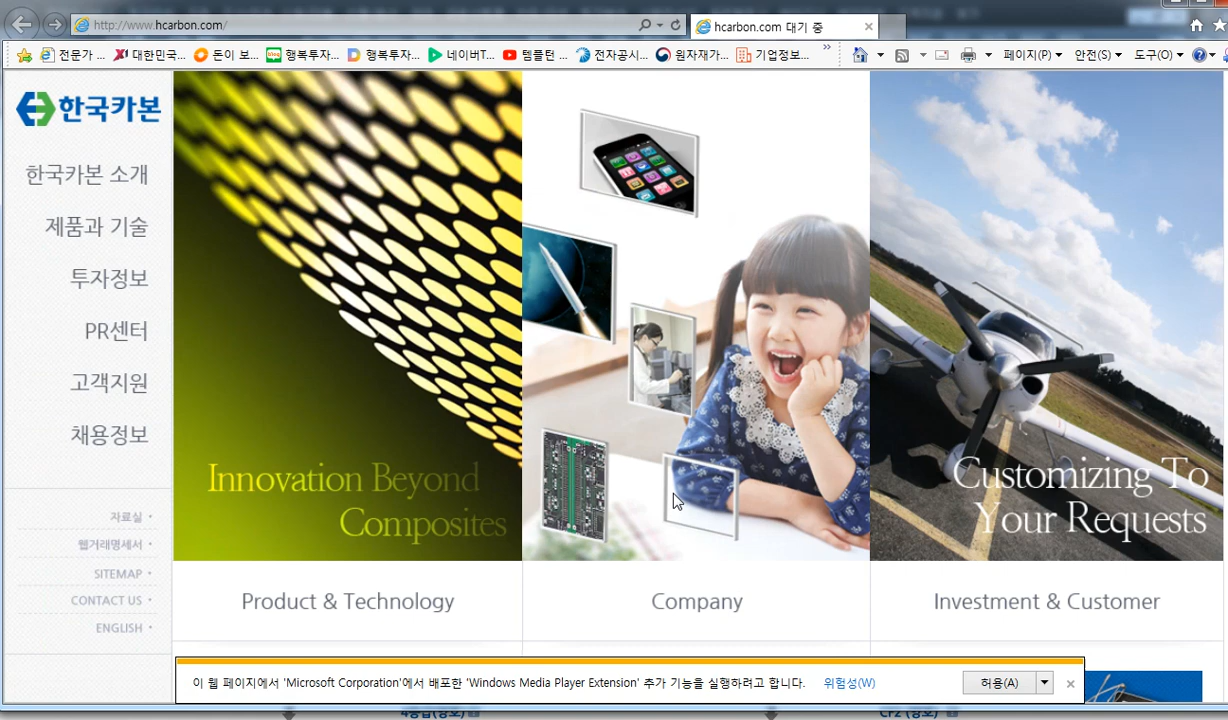 http://www.hcarbon.com/
hcarbon.com 대기 중
전문가 ...
대한민국...
돈이 보...
행복투자...
행복투자...
네이버T...
템플턴 ...
전자공시...
원자재가...
기업정보...
페이지(P)
안전(S)
도구(O)
한국카본
한국카본 소개
제품과 기술
투자정보
PR센터
고객지원
채용정보
자료실
웹거래명세서
SITEMAP
CONTACT US
ENGLISH
Innovation Beyond
Composites
Customizing To
Your Requests
Product & Technology
Company
Investment & Customer
이 웹 페이지에서 'Microsoft Corporation'에서 배포한 'Windows Media Player Extension' 추가 기능을 실행하려고 합니다.
위험성(W)
허용(A)